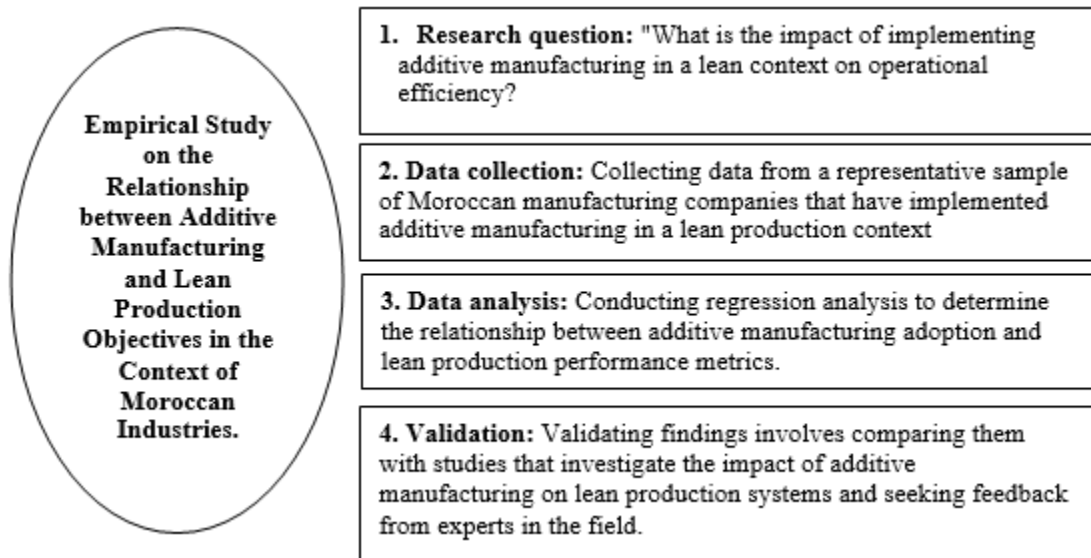 Empirical Study
on the
Relationship
between Additive
Manufacturing
and Lean
Production
Objectives in the
Context of
Moroccan
Industries.
1. Research question: "What is the impact of implementing
additive manufacturing in a lean context on operational
efficiency?
2. Data collection: Collecting data from a representative sample
of Moroccan manufacturing companies that have implemented
additive manufacturing in a lean production context
3. Data analysis: Conducting regression analysis to determine
the relationship between additive manufacturing adoption and
lean production performance metrics.
4. Validation: Validating findings involves comparing them
with studies that investigate the impact of additive
manufacturing on lean production systems and seeking feedback
from experts in the field.